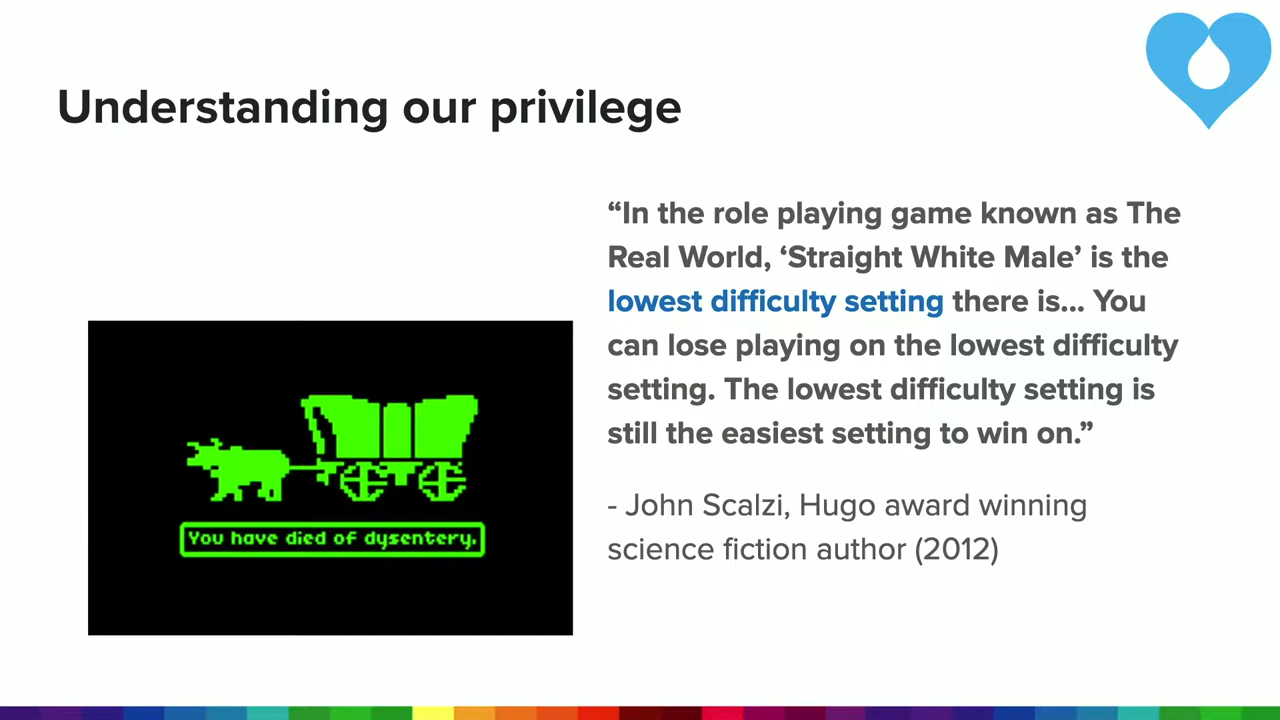 Understanding our privilege
“In the role playing game known as The
Real World, ‘Straight White Male’ is the
lowest difficulty setting there is... You
can lose playing on the lowest difficulty
setting. The lowest difficulty setting is
still the easiest setting to win on.”
- John Scalzi, Hugo award winning
science fiction author (2012)
You have died of dysentery.